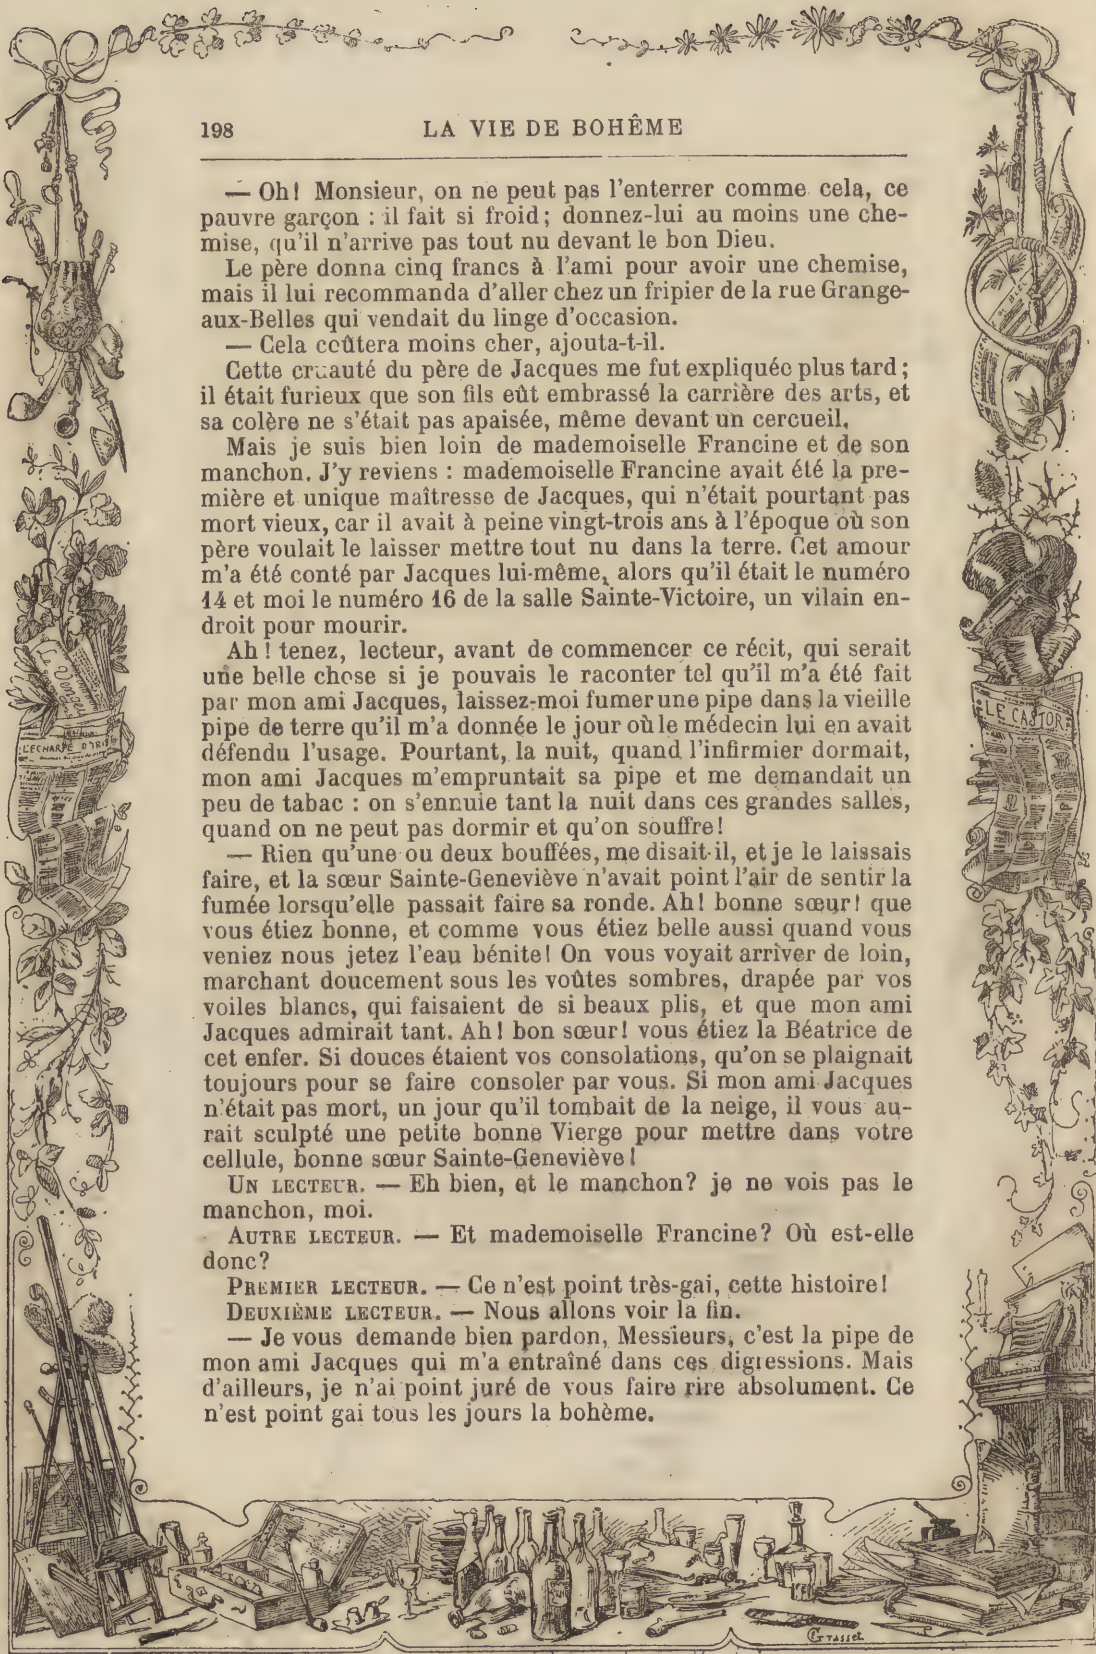 198 LA VIE DE BOHÊME
— Oh! Monsieur, on ne peut pas l'enterrer comme cela, ce
pauvre garçon : il fait si froid; donnez-lui au moins une che-
mise, qu'il n'arrive pas tout nu devant le bon Dieu.
Le père donna cinq francs à l'ami pour avoir une chemise,
mais il lui recommanda d'aller chez un fripier de la rue Grange-
aux-Belles qui vendait du linge d'occasion.
— Cela coûtera moins cher, ajouta-t-il.
Cette cruauté du père de Jacques me fut expliquée plus tard;
il était furieux que son fils eût embrassé la carrière des arts, et
sa colère ne s'était pas apaisée, même devant un cercueil.
Mais je suis bien loin de mademoiselle Francine et de son
manchon. J'y reviens : mademoiselle Francine avait été la pre-
mière et unique maîtresse de Jacques, qui n'était pourtant pas
mort vieux, car il avait à peine vingt-trois ans à l'époque où son
père voulait le laisser mettre tout nu dans la terre. Cet amour
m'a été conté par Jacques lui-même, alors qu'il était le numéro
14 et moi le numéro 16 de la salle Sainte-Victoire, un vilain en-
droit pour mourir.
Ah ! tenez, lecteur, avant de commencer ce récit, qui serait
une belle chose si je pouvais le raconter tel qu'il m'a été fait
par mon ami Jacques, laissez-moi fumer une pipe dans la vieille
pipe de terre qu'il m'a donnée le jour où le médecin lui en avait
défendu l'usage. Pourtant, la nuit, quand l'infirmier dormait,
mon ami Jacques m'empruntait sa pipe et me demandait un
peu de tabac : on s'ennuie tant la nuit dans ces grandes salles,
quand on ne peut pas dormir et qu'on souffre!
— Rien qu'une ou deux bouffées, me disait-il, et je le laissais
faire, et la sœur Sainte-Geneviève n'avait point l'air de sentir la
fumée lorsqu'elle passait faire sa ronde. Ah! bonne sœur! que
vous étiez bonne, et comme vous étiez belle aussi quand vous
veniez nous jetez l'eau bénite! On vous voyait arriver de loin,
marchant doucement sous les voûtes sombres, drapée par vos
voiles blancs, qui faisaient de si beaux plis, et que mon ami
Jacques admirait tant. Ah! bon sœur! vous étiez la Béatrice de
cet enfer. Si douces étaient vos consolations, qu'on se plaignait
toujours pour se faire consoler par vous. Si mon ami Jacques
n'était pas mort, un jour qu'il tombait de la neige, il vous au-
rait sculpté une petite bonne Vierge pour mettre dans votre
cellule, bonne sœur Sainte-Geneviève!
UN LECTEUR. — Eh bien, et le manchon? je ne vois pas le
manchon, moi.
AUTRE LECTEUR. — Et mademoiselle Francine? Où est-elle
donc?
PREMIER LECTEUR. — Ce n'est point très-gai, cette histoire!
DEUXIÈME LECTEUR. — Nous allons voir la fin.
— Je vous demande bien pardon, Messieurs, c'est la pipe de
mon ami Jacques qui m'a entraîné dans ces digressions. Mais
d'ailleurs, je n'ai point juré de vous faire rire absolument. Ce
n'est point gai tous les jours la bohème.
Le Vengeur
L'ECHARPE D'IRIS
LE CASTOR
Grasset